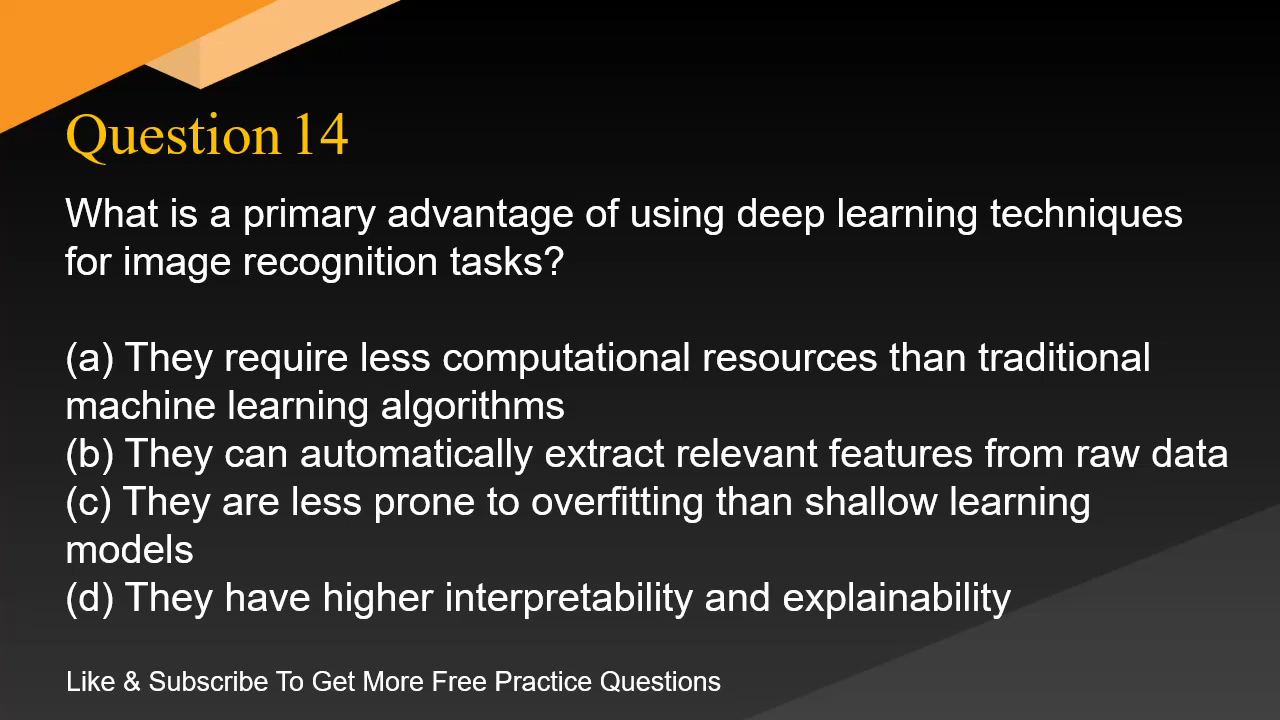 Question 14
What is a primary advantage of using deep learning techniques
for image recognition tasks?
(a) They require less computational resources than traditional
machine learning algorithms
(b) They can automatically extract relevant features from raw data
(c) They are less prone to overfitting than shallow learning
models
(d) They have higher interpretability and explainability
Like & Subscribe To Get More Free Practice Questions